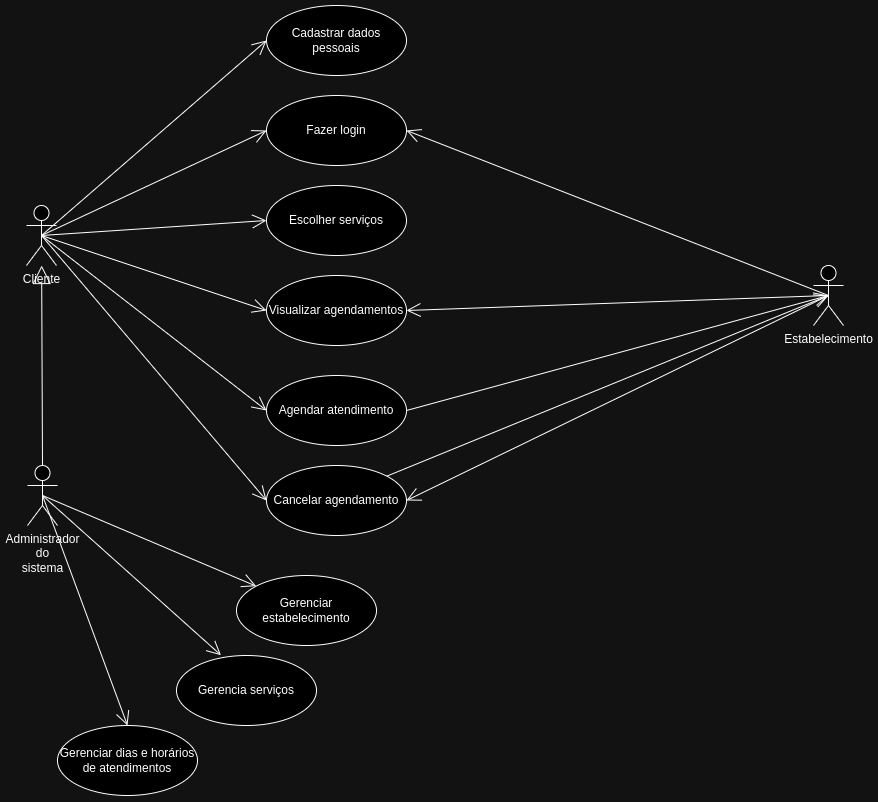 Cadastrar dados
pessoais
Fazer login
Escolher serviços
Cliente
Visualizar agendamentos
Estabelecimento
Agendar atendimento
Cancelar agendamento
Administrador
do
sistema
Gerenciar
estabelecimento
Gerencia serviços
Gerenciar dias e horários
de atendimentos